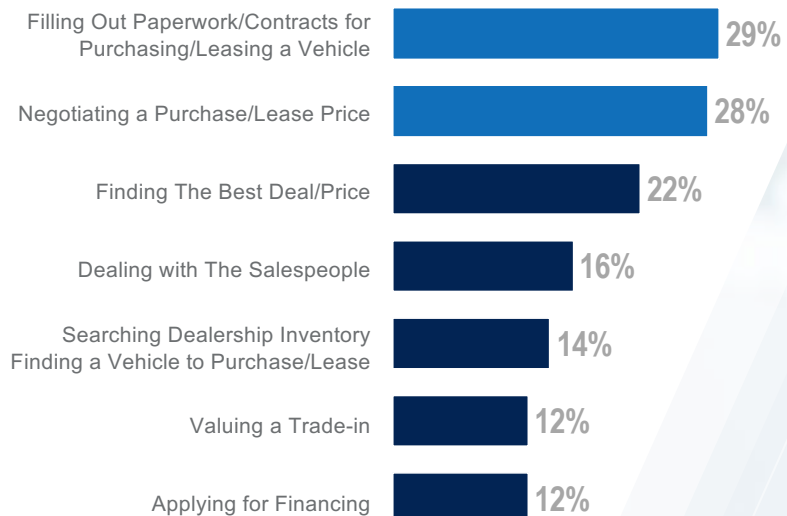 Filling Out Paperwork/Contracts for
Purchasing/Leasing a Vehicle
29%
Negotiating a Purchase/Lease Price
28%
Finding The Best Deal/Price
22%
Dealing with The Salespeople
16%
Searching Dealership Inventory
Finding a Vehicle to Purchase/Lease
14%
Valuing a Trade-in
12%
Applying for Financing
12%